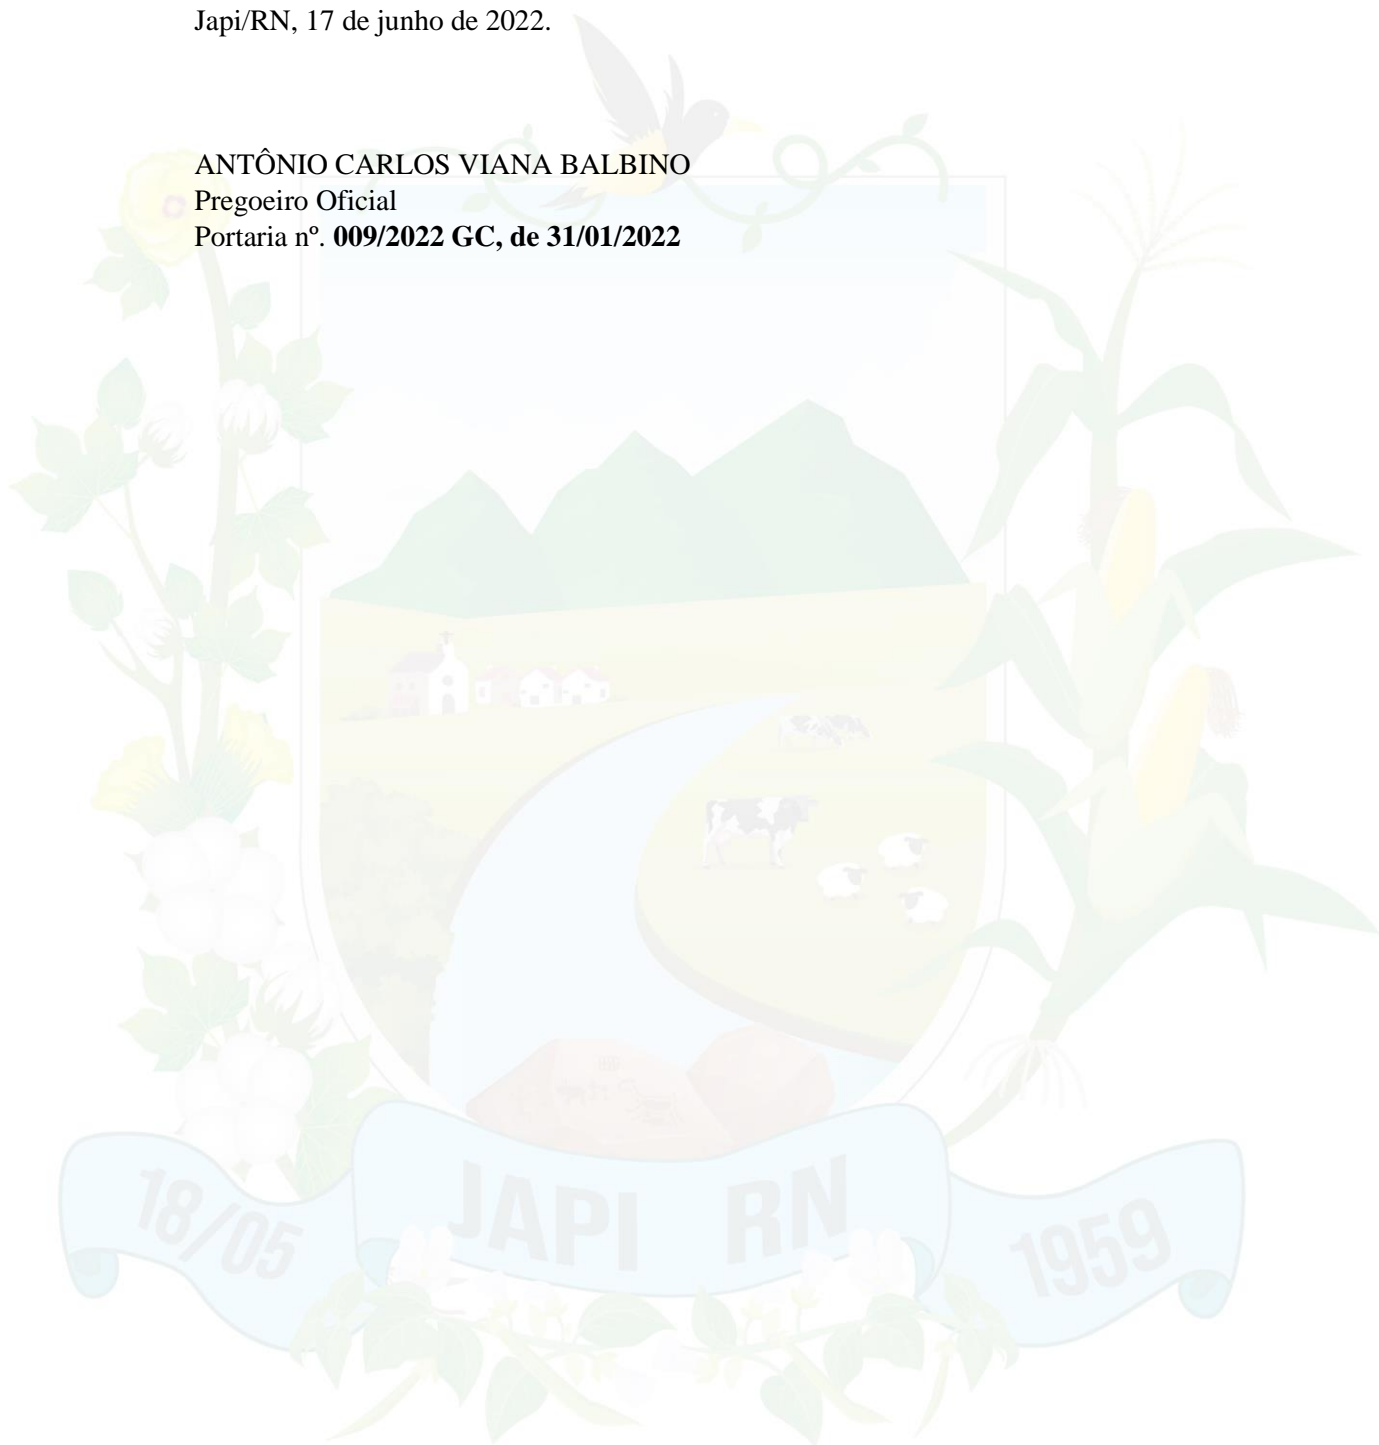 Japi/RN, 17 de junho de 2022.
ANTÔNIO CARLOS VIANA BALBINO
Pregoeiro Oficial
Portaria nº. 009/2022 GC, de 31/01/2022
18/05
JAPI RN
1959